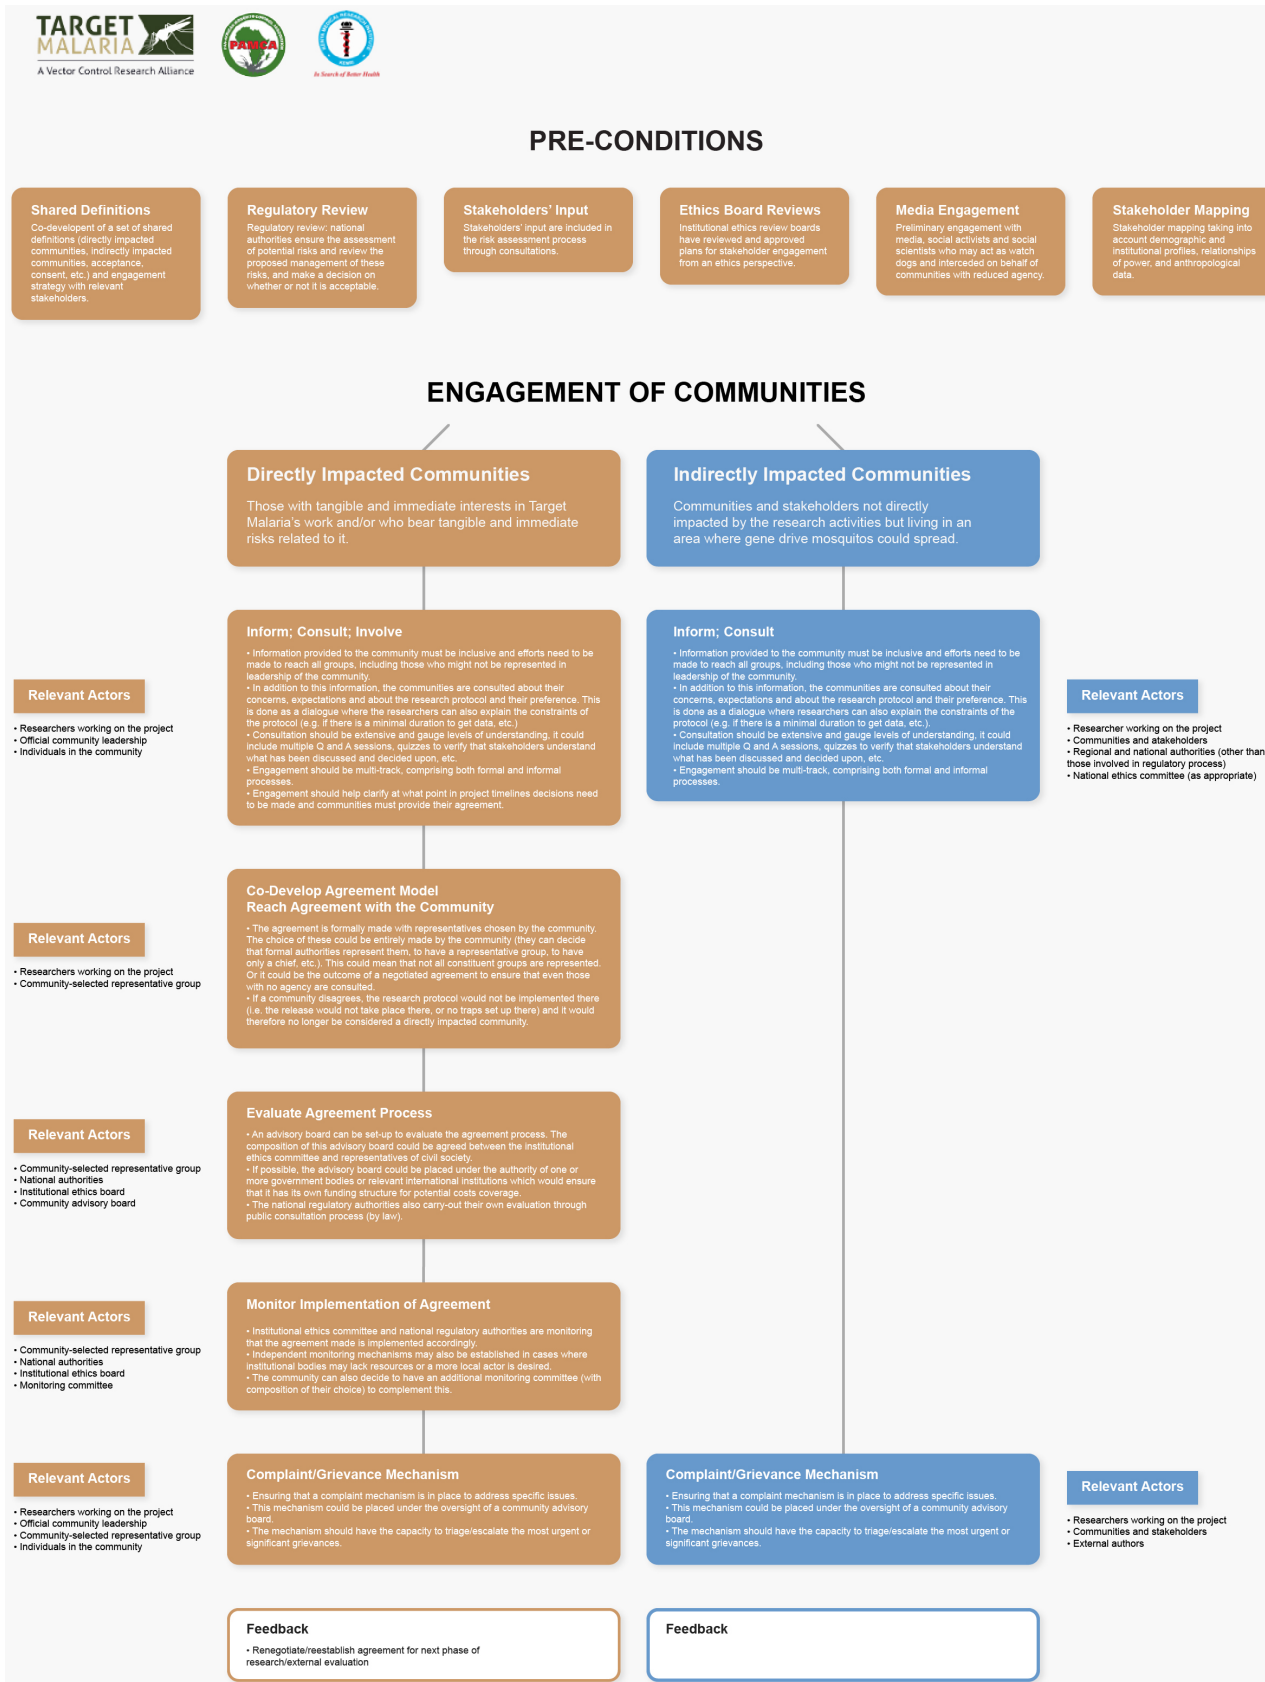 TARGET
MALARIA
A Vector Control Research Alliance
PAMCA
KENYA MEDICAL RESEARCH INSTITUTE
KEMRI
In Search of Better Health
PRE-CONDITIONS
Shared Definitions
Co-developent of a set of shared
definitions (directly impacted
communities, indirectly impacted
communities, acceptance,
consent, etc.) and engagement
strategy with relevant
stakeholders.
Regulatory Review
Regulatory review: national
authorities ensure the assessment
of potential risks and review the
proposed management of these
risks, and make a decision on
whether or not it is acceptable.
Stakeholders' Input
Stakeholders' input are included in
the risk assessment process
through consultations.
Ethics Board Reviews
Institutional ethics review boards
have reviewed and approved
plans for stakeholder engagement
from an ethics perspective.
Media Engagement
Preliminary engagement with
media, social activists and social
scientists who may act as watch
dogs and interceded on behalf of
communities with reduced agency.
Stakeholder Mapping
Stakeholder mapping taking into
account demographic and
institutional profiles, relationships
of power, and anthropological
data.
ENGAGEMENT OF COMMUNITIES
Directly Impacted Communities
Those with tangible and immediate interests in Target
Malaria's work and/or who bear tangible and immediate
risks related to it.
Indirectly Impacted Communities
Communities and stakeholders not directly
impacted by the research activities but living in an
area where gene drive mosquitos could spread.
Relevant Actors
• Researchers working on the project
• Official community leadership
• Individuals in the community
Inform; Consult; Involve
• Information provided to the community must be inclusive and efforts need to be
made to reach all groups, including those who might not be represented in
leadership of the community.
• In addition to this information, the communities are consulted about their
concerns, expectations and about the research protocol and their preference. This
is done as a dialogue where the researchers can also explain the constraints of
the protocol (e.g. if there is a minimal duration to get data, etc.)
• Consultation should be extensive and gauge levels of understanding, it could
include multiple Q and A sessions, quizzes to verify that stakeholders understand
what has been discussed and decided upon, etc.
• Engagement should be multi-track, comprising both formal and informal
processes.
• Engagement should help clarify at what point in project timelines decisions need
to be made and communities must provide their agreement.
Inform; Consult
• Information provided to the community must be inclusive and efforts need to be
made to reach all groups, including those who might not be represented in
leadership of the community.
• In addition to this information, the communities are consulted about their
concerns, expectations and about the research protocol and their preference. This
is done as a dialogue where researchers can also explain the constraints of the
protocol (e.g. if there is a minimal duration to get data, etc.).
• Consultation should be extensive and gauge levels of understanding, it could
include multiple Q and A sessions, quizzes to verify that stakeholders understand
what has been discussed and decided upon, etc.
• Engagement should be multi-track, comprising both formal and informal
processes.
Relevant Actors
• Researcher working on the project
• Communities and atakeholders
• Regional and national authorities (other than
those involved in regulatory process)
• National ethics committee (as appropriate)
Relevant Actors
• Researchers working on the project
• Community-selected representative group
Co-Develop Agreement Model
Reach Agreement with the Community
• The agreement is formally made with representatives chosen by the community.
The choice of these could be entirely made by the community (they can decide
that formal authorities represent them, to have a representative group, to have
only a chief, etc.). This could mean that not all constituent groups are represented.
Or it could be the outcome of a negotiated agreement to ensure that even those
with no agency are consulted.
• If a community disagrees, the research protocol would not be implemented there
(i.e. the release would not take place there, or no traps set up there) and it would
therefore no longer be considered a directly impacted community.
Relevant Actors
• Community-selected representative group
• National authorities
• Institutional ethics board
• Community advisory board
Evaluate Agreement Process
• An advisory board can be set-up to evaluate the agreement process. The
composition of this advisory board could be agreed between the institutional
ethics committee and representatives of civil society.
• If possible, the advisory board could be placed under the authority of one or
more government bodies or relevant international institutions which would ensure
that it has its own funding structure for potential costs coverage.
• The national regulatory authorities also carry-out their own evaluation through
public consultation process (by law).
Relevant Actors
• Community-selected representative group
• National authorities
• Institutional ethics board
• Monitoring committee
Monitor Implementation of Agreement
• Institutional ethics committee and national regulatory authorities are monitoring
that the agreement made is implemented accordingly.
• Independent monitoring mechanisms may also be established in cases where
institutional bodies may lack resources or a more local actor is desired.
• The community can also decide to have an additional monitoring committee (with
composition of their choice) to complement this.
Relevant Actors
• Researchers working on the project
• Official community leadership
• Community-selected representative group
• Individuals in the community
Complaint/Grievance Mechanism
• Ensuring that a complaint mechanism is in place to address specific issues.
• This mechanism could be placed under the oversight of a community advisory
board.
• The mechanism should have the capacity to triage/escalate the most urgent or
significant grievances.
Complaint/Grievance Mechanism
• Ensuring that a complaint mechanism is in place to address specific issues.
• This mechanism could be placed under the oversight of a community advisory
board.
• The mechanism should have the capacity to triage/escalate the most urgent or
significant grievances.
Relevant Actors
• Researchers working on the project
• Communities and stakeholders
• External authors
Feedback
• Renegotiate/reestablish agreement for next phase of
research/external evaluation
Feedback